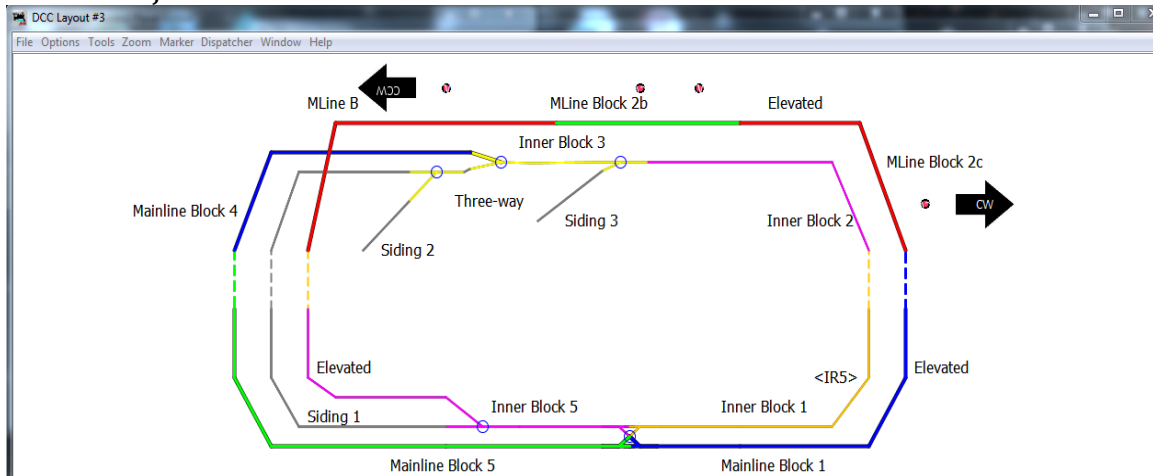 DCC Layout #3
File Options Tools Zoom Marker Dispatcher Window Help
CCW
MLine B
MLine Block 2b
Elevated
Inner Block 3
MLine Block 2c
Mainline Block 4
Three-way
Siding 3
Inner Block 2
CW
Siding 2
Elevated
<IR5>
Elevated
Siding 1
Inner Block 5
Inner Block 1
Mainline Block 5
Mainline Block 1